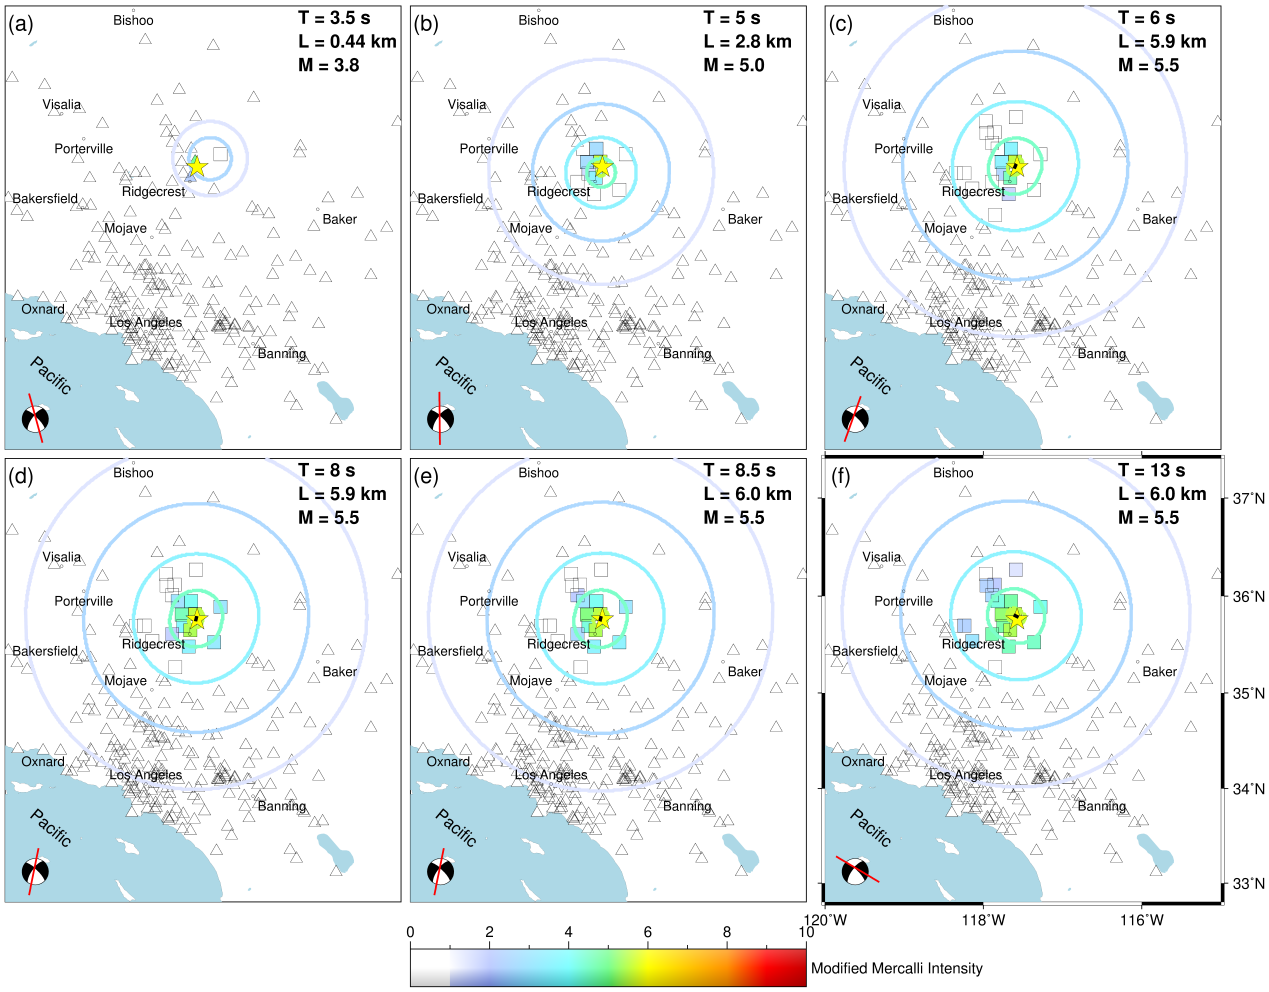 (a)
Bishoo
T = 3.5 s
L = 0.44 km
M = 3.8
Visalia
Porterville
Ridgecrest
Bakersfield
Baker
Mojave
Oxnard
Los Angeles
Banning
Pacific
(b)
Bishoo
T = 5 s
L = 2.8 km
M = 5.0
Visalia
Porterville
Ridgecrest
Bakersfield
Baker
Mojave
Oxnard
Los Angeles
Banning
Pacific
(c)
Bishoo
T = 6 s
L = 5.9 km
M = 5.5
Visalia
Porterville
Ridgecrest
Bakersfield
Baker
Mojave
Oxnard
Los Angeles
Banning
Pacific
(d)
Bishoo
T = 8 s
L = 5.9 km
M = 5.5
Visalia
Porterville
Ridgecrest
Bakersfield
Baker
Mojave
Oxnard
Los Angeles
Banning
Pacific
(e)
Bishoo
T = 8.5 s
L = 6.0 km
M = 5.5
Visalia
Porterville
Ridgecrest
Bakersfield
Baker
Mojave
Oxnard
Los Angeles
Banning
Pacific
(f)
Bishoo
T = 13 s
L = 6.0 km
M = 5.5
Visalia
Porterville
Ridgecrest
Bakersfield
Baker
Mojave
Oxnard
Los Angeles
Banning
Pacific
37°N
36°N
35°N
34°N
33°N
120°W
118°W
116°W
0 2 4 6 8 10
Modified Mercalli Intensity